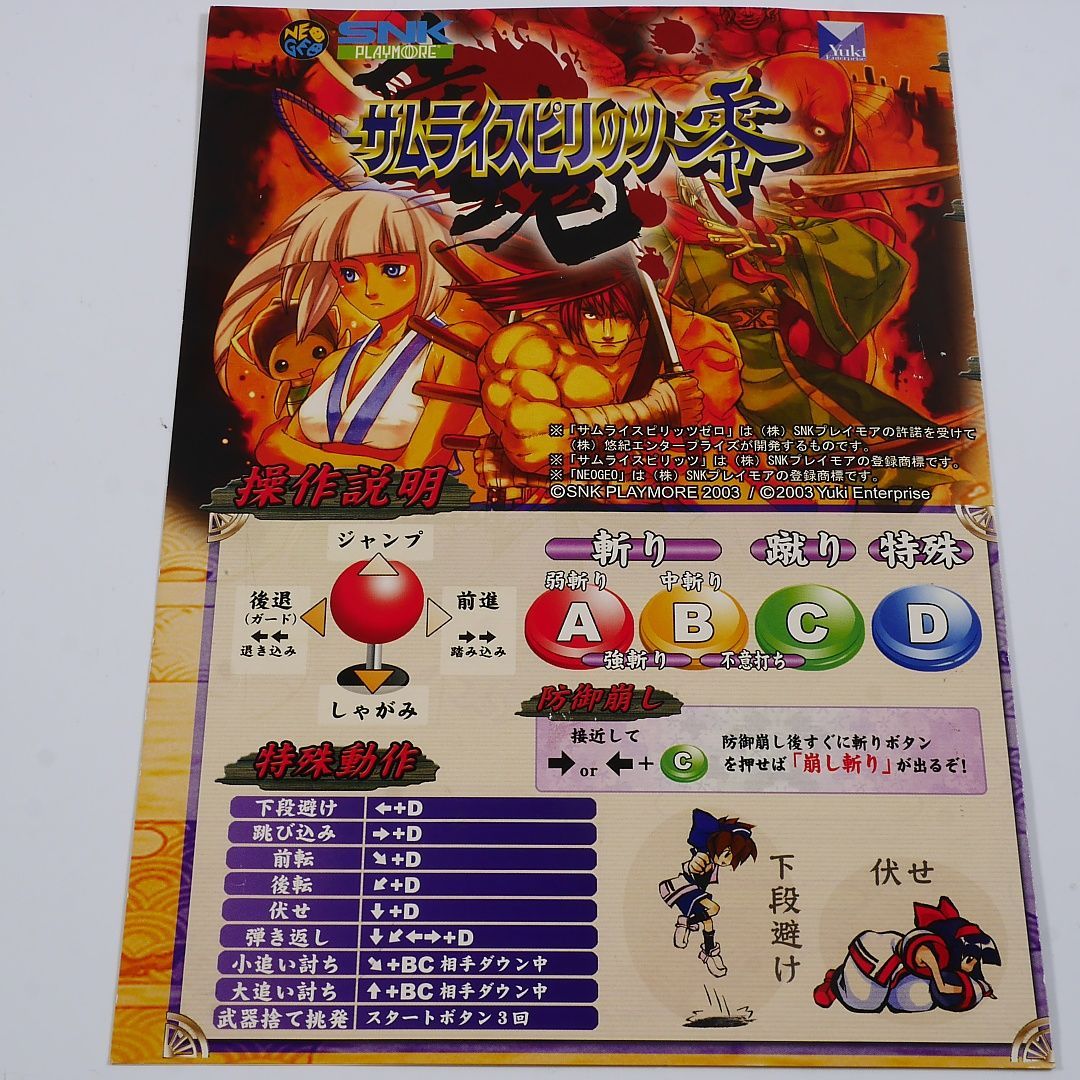 NEO GEO
SNK
PLAYMORE
Yuki
Enterprise
魂
サムライスピリッツ零
※「サムライスピリッツゼロ」は（株）SNKプレイモアの許諾を受けて
（株）悠紀エンタープライズが開発するものです。
※「サムライスピリッツ」は（株）SNKプレイモアの登録商標です。
※「NEOGEO」は（株）SNKプレイモアの登録商標です。
©SNK PLAYMORE 2003 / ©2003 Yuki Enterprise
操作説明
ジャンプ
後退
（ガード）
←←
退き込み
前進
→→
踏み込み
しゃがみ
斬り 蹴り 特殊
弱斬り 中斬り
A B C D
強斬り 不意打ち
防御崩し
接近して
→ or ← + C
防御崩し後すぐに斬りボタン
を押せば「崩し斬り」が出るぞ!
特殊動作
下段避け ←+D
跳び込み →+D
前転 ↘+D
後転 ↙+D
伏せ ↓+D
弾き返し ↓↙←→+D
小追い討ち ↘+BC 相手ダウン中
大追い討ち ↑+BC 相手ダウン中
武器捨て挑発 スタートボタン3回
下段避け
伏せ